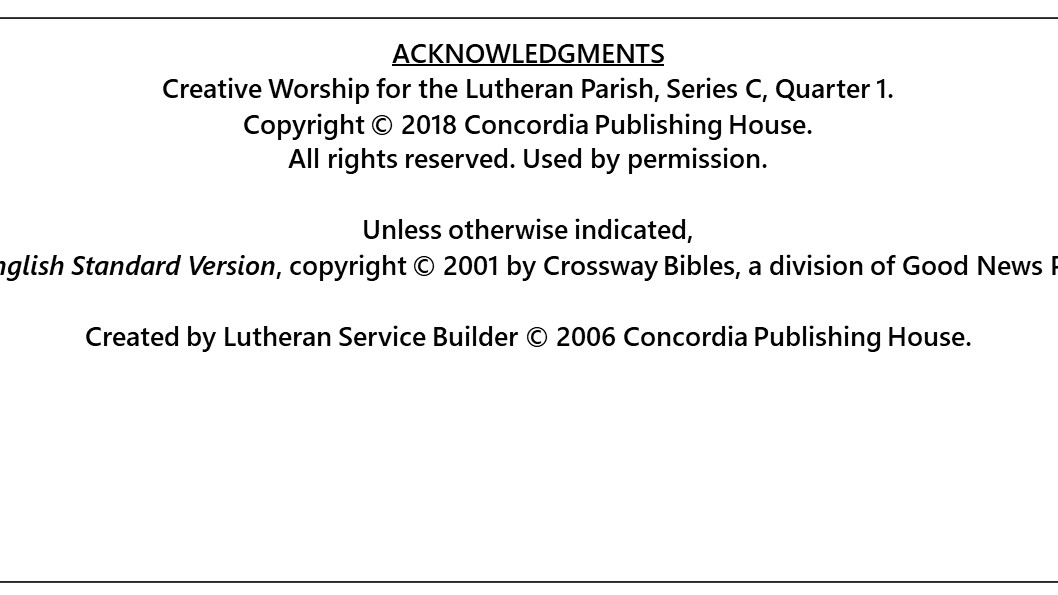 ACKNOWLEDGMENTS
Creative Worship for the Lutheran Parish, Series C, Quarter 1.
Copyright © 2018 Concordia Publishing House.
All rights reserved. Used by permission.
Unless otherwise indicated,
nglish Standard Version, copyright © 2001 by Crossway Bibles, a division of Good News
Created by Lutheran Service Builder © 2006 Concordia Publishing House.